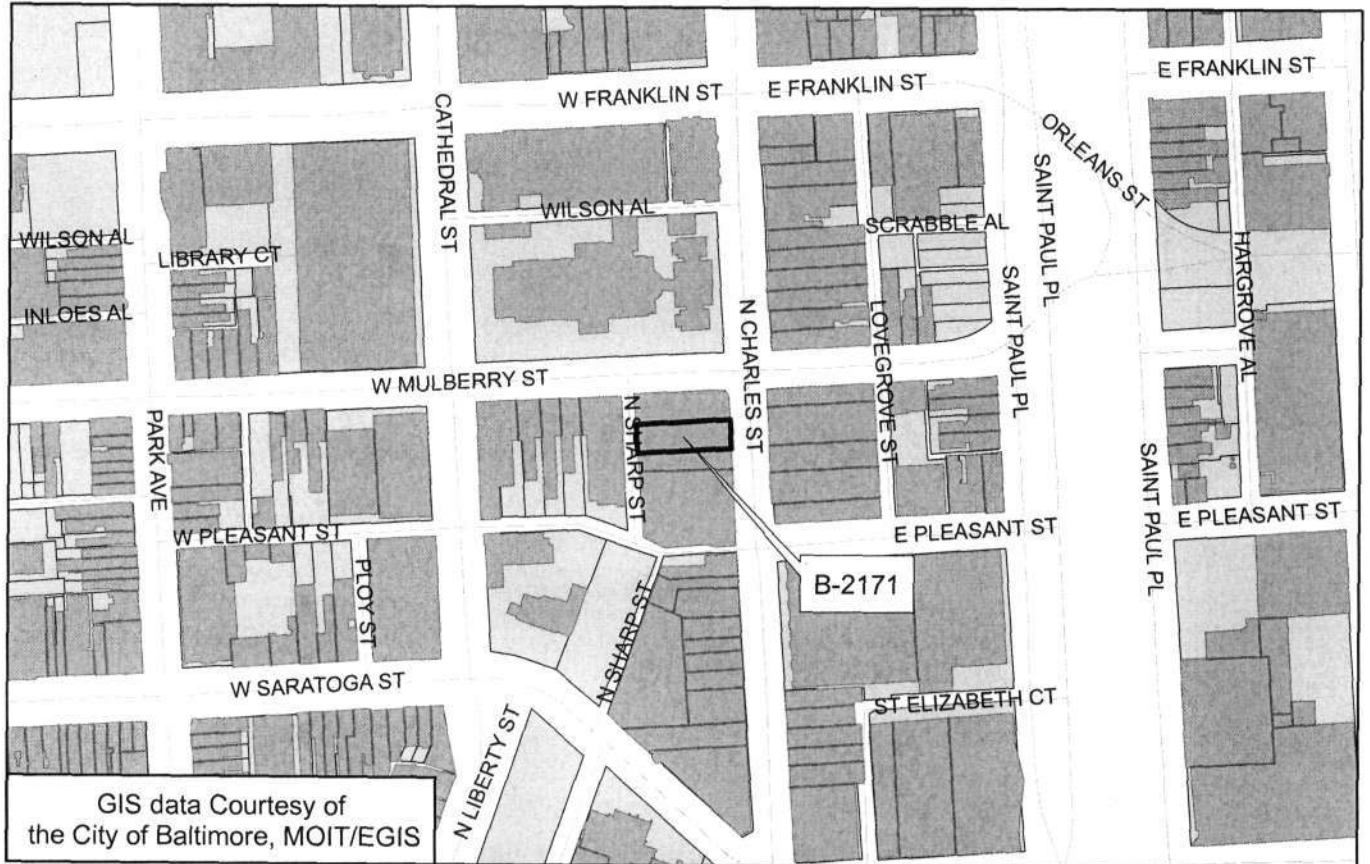 W FRANKLIN ST
E FRANKLIN ST
E FRANKLIN ST
CATHEDRAL ST
ORLEANS ST
SAINT PAUL PL
WILSON AL
WILSON AL
SCRABBLE AL
LIBRARY CT
HARGROVE AL
INLOES AL
N CHARLES ST
LOVEGROVE ST
SAINT PAUL PL
W MULBERRY ST
PARK AVE
N SHARP ST
SAINT PAUL PL
W PLEASANT ST
E PLEASANT ST
E PLEASANT ST
PLOY ST
B-2171
N SHARP ST
W SARATOGA ST
ST ELIZABETH CT
N LIBERTY ST
GIS data Courtesy of
the City of Baltimore, MOIT/EGIS